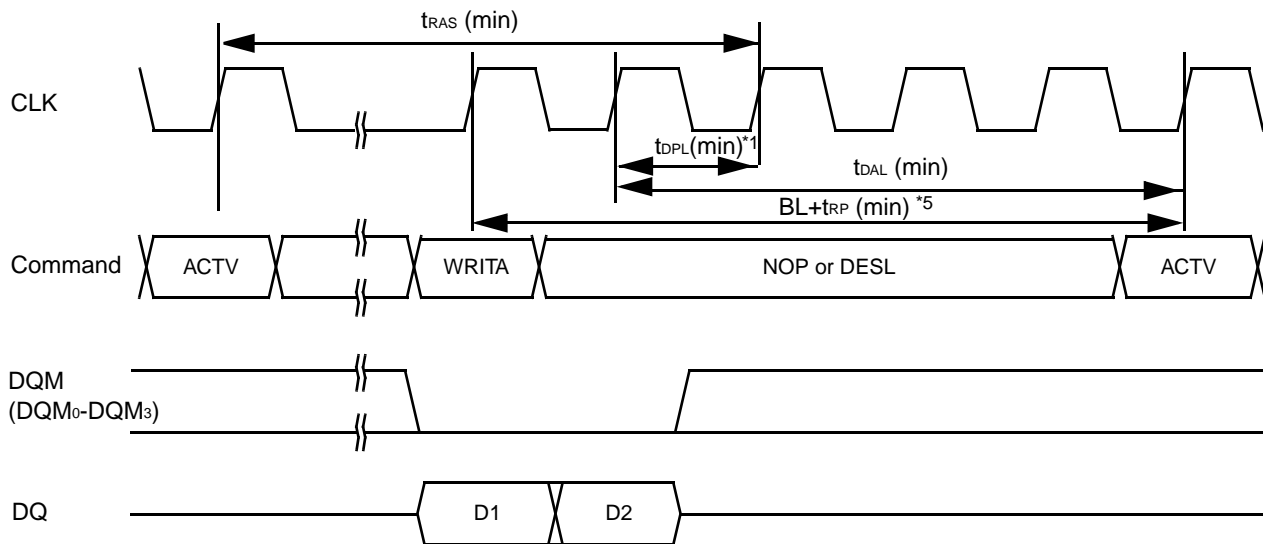 tRAS (min)
CLK
tDPL(min)*1
tDAL (min)
BL+tRP (min) *5
Command ACTV WRITA NOP or DESL ACTV
DQM
(DQM0-DQM3)
DQ D1 D2